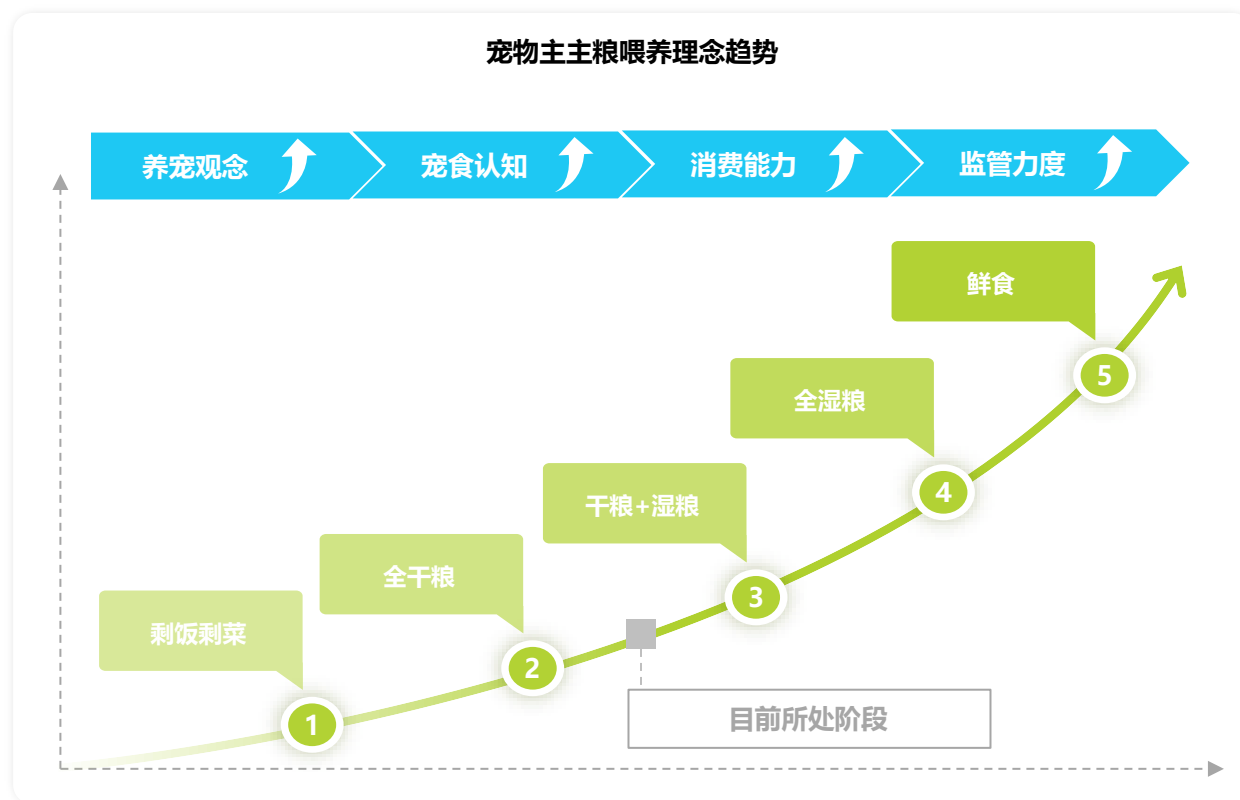 宠物主主粮喂养理念趋势
养宠观念
宠食认知
消费能力
监管力度
鲜食
5
全湿粮
4
干粮+湿粮
3
全干粮
2
剩饭剩菜
1
目前所处阶段